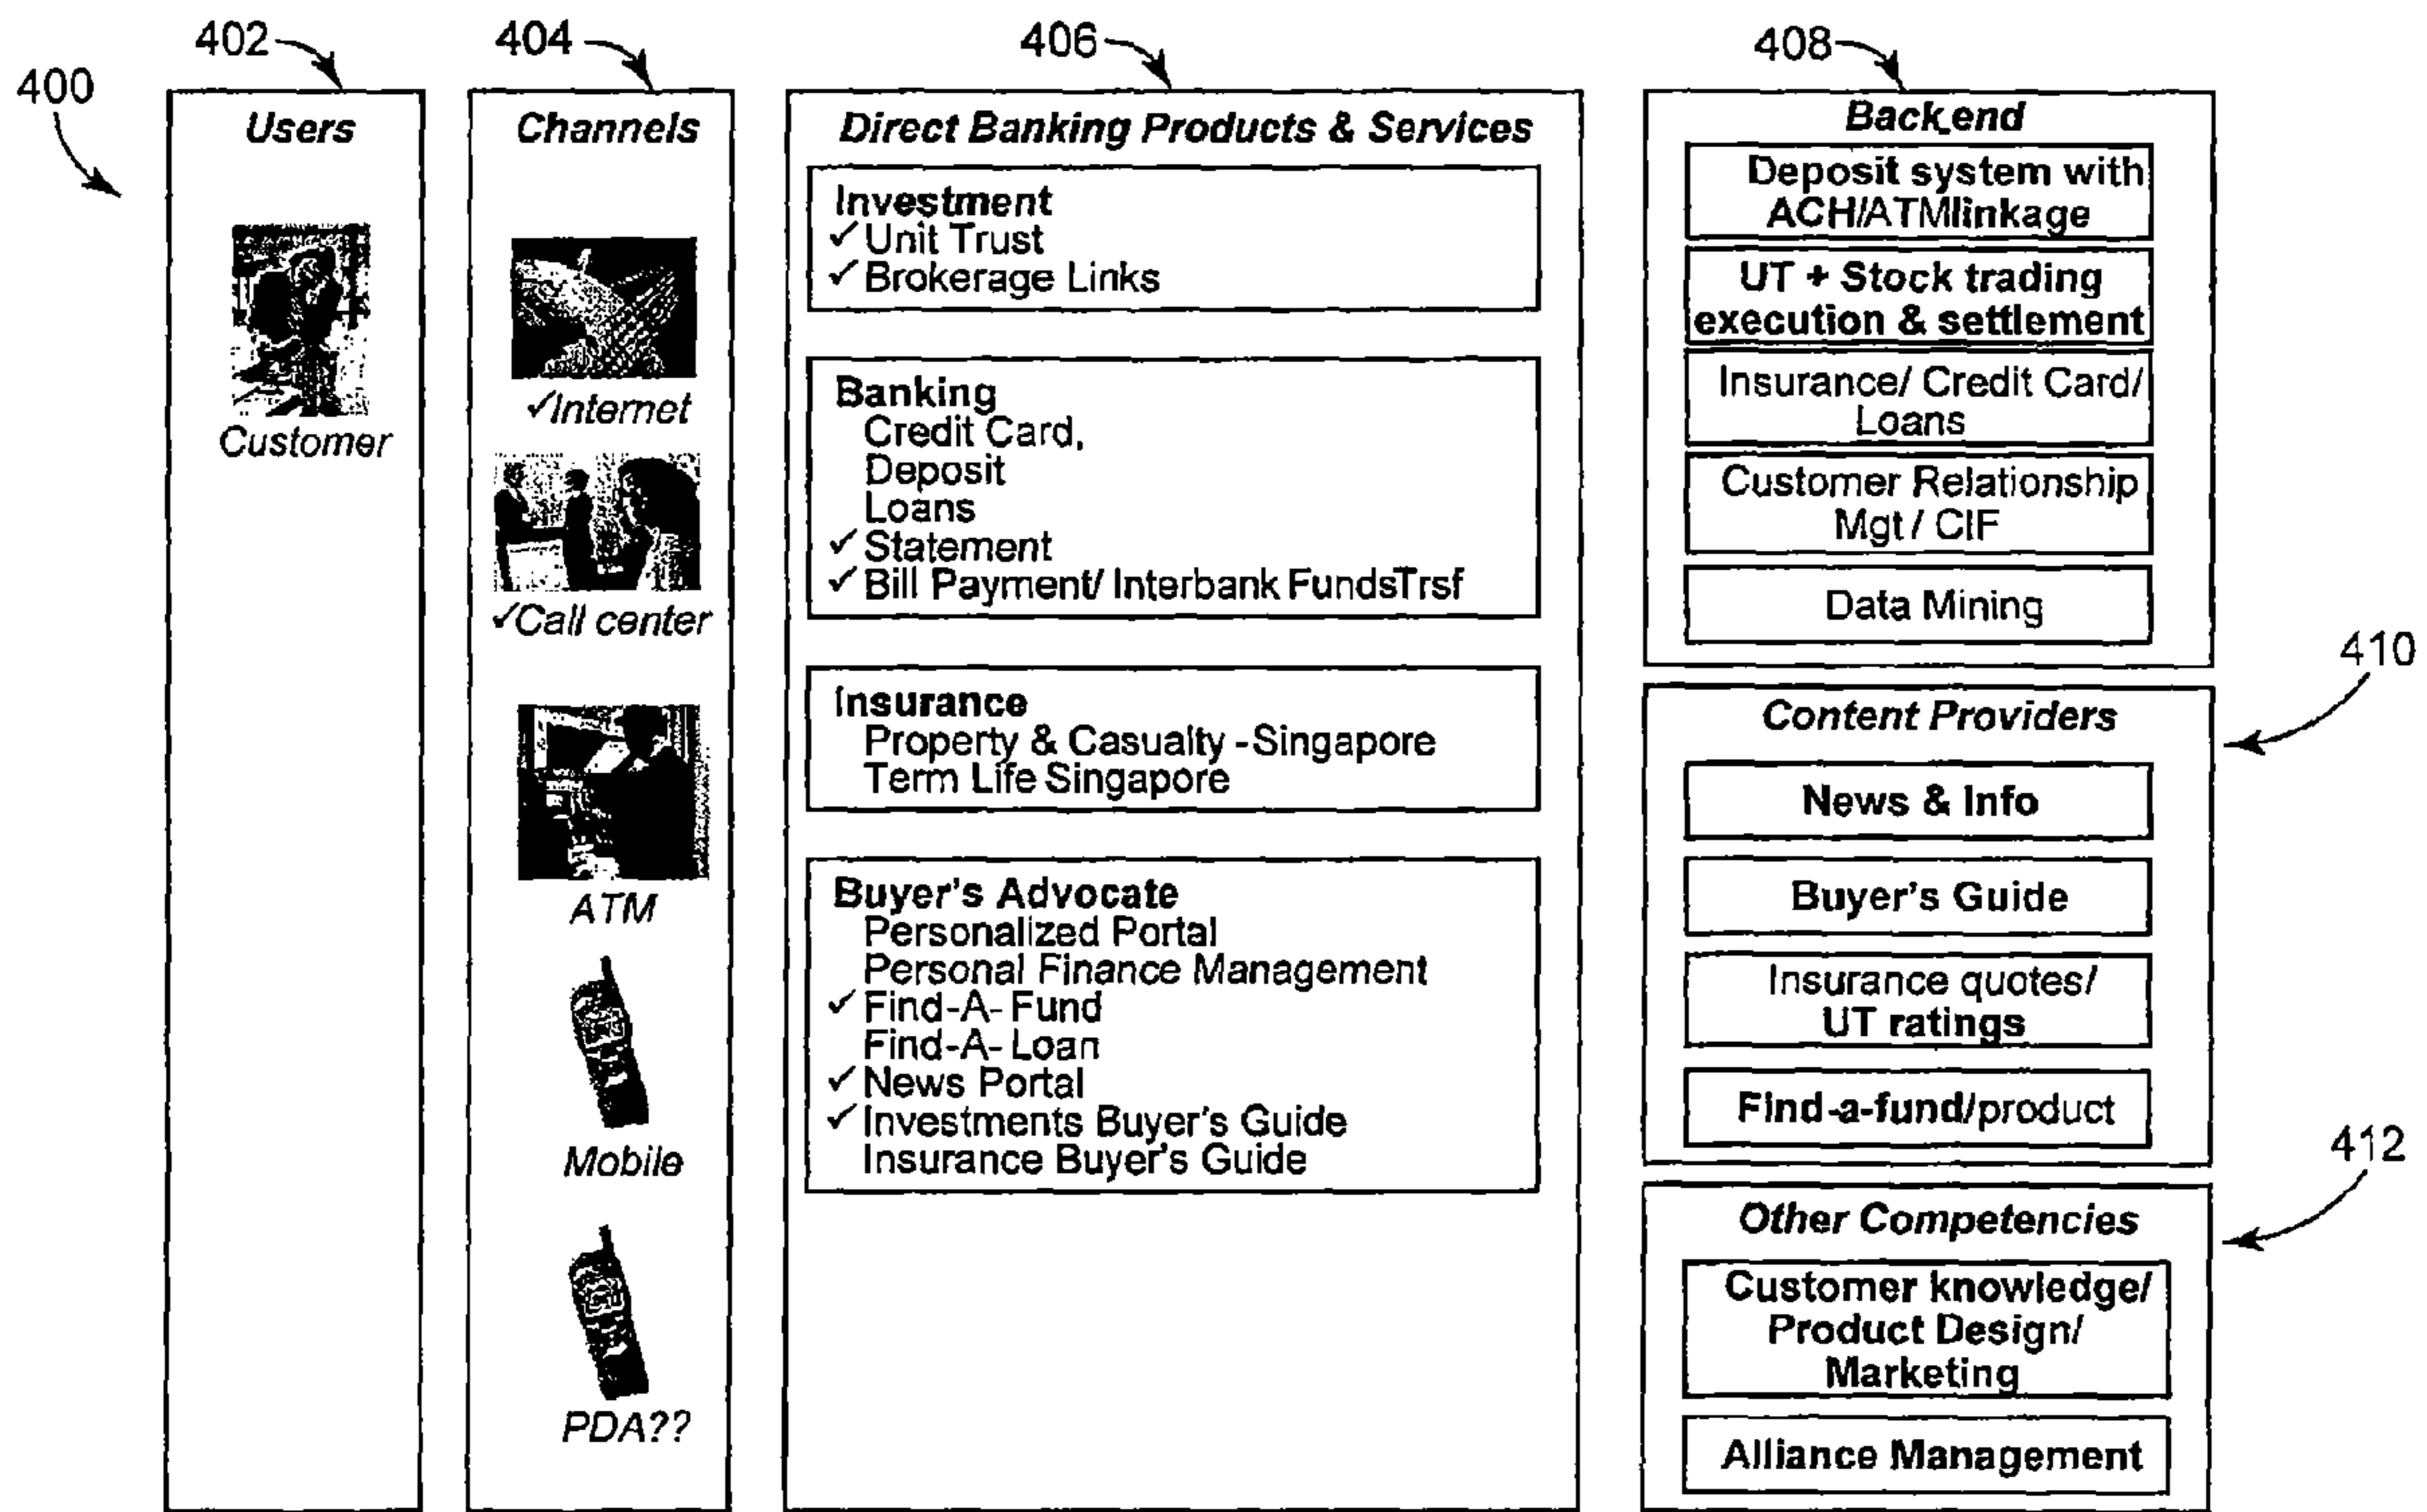 400
402
Users
Customer
404
Channels
✓Internet
✓Call center
ATM
Mobile
PDA??
406
Direct Banking Products & Services
Investment
✓ Unit Trust
✓ Brokerage Links
Banking
Credit Card,
Deposit
Loans
✓ Statement
✓ Bill Payment/ Interbank FundsTrsf
Insurance
Property & Casualty -Singapore
Term Life Singapore
Buyer's Advocate
Personalized Portal
Personal Finance Management
✓ Find-A-Fund
Find-A-Loan
✓ News Portal
✓ Investments Buyer's Guide
Insurance Buyer's Guide
408
Back.end
Deposit system with
ACH/ATMlinkage
UT + Stock trading
execution & settlement
Insurance/ Credit Card/
Loans
Customer Relationship
Mgt / CIF
Data Mining
410
Content Providers
News & Info
Buyer's Guide
Insurance quotes/
UT ratings
Find-a-fund/product
412
Other Competencies
Customer knowledge/
Product Design/
Marketing
Alliance Management